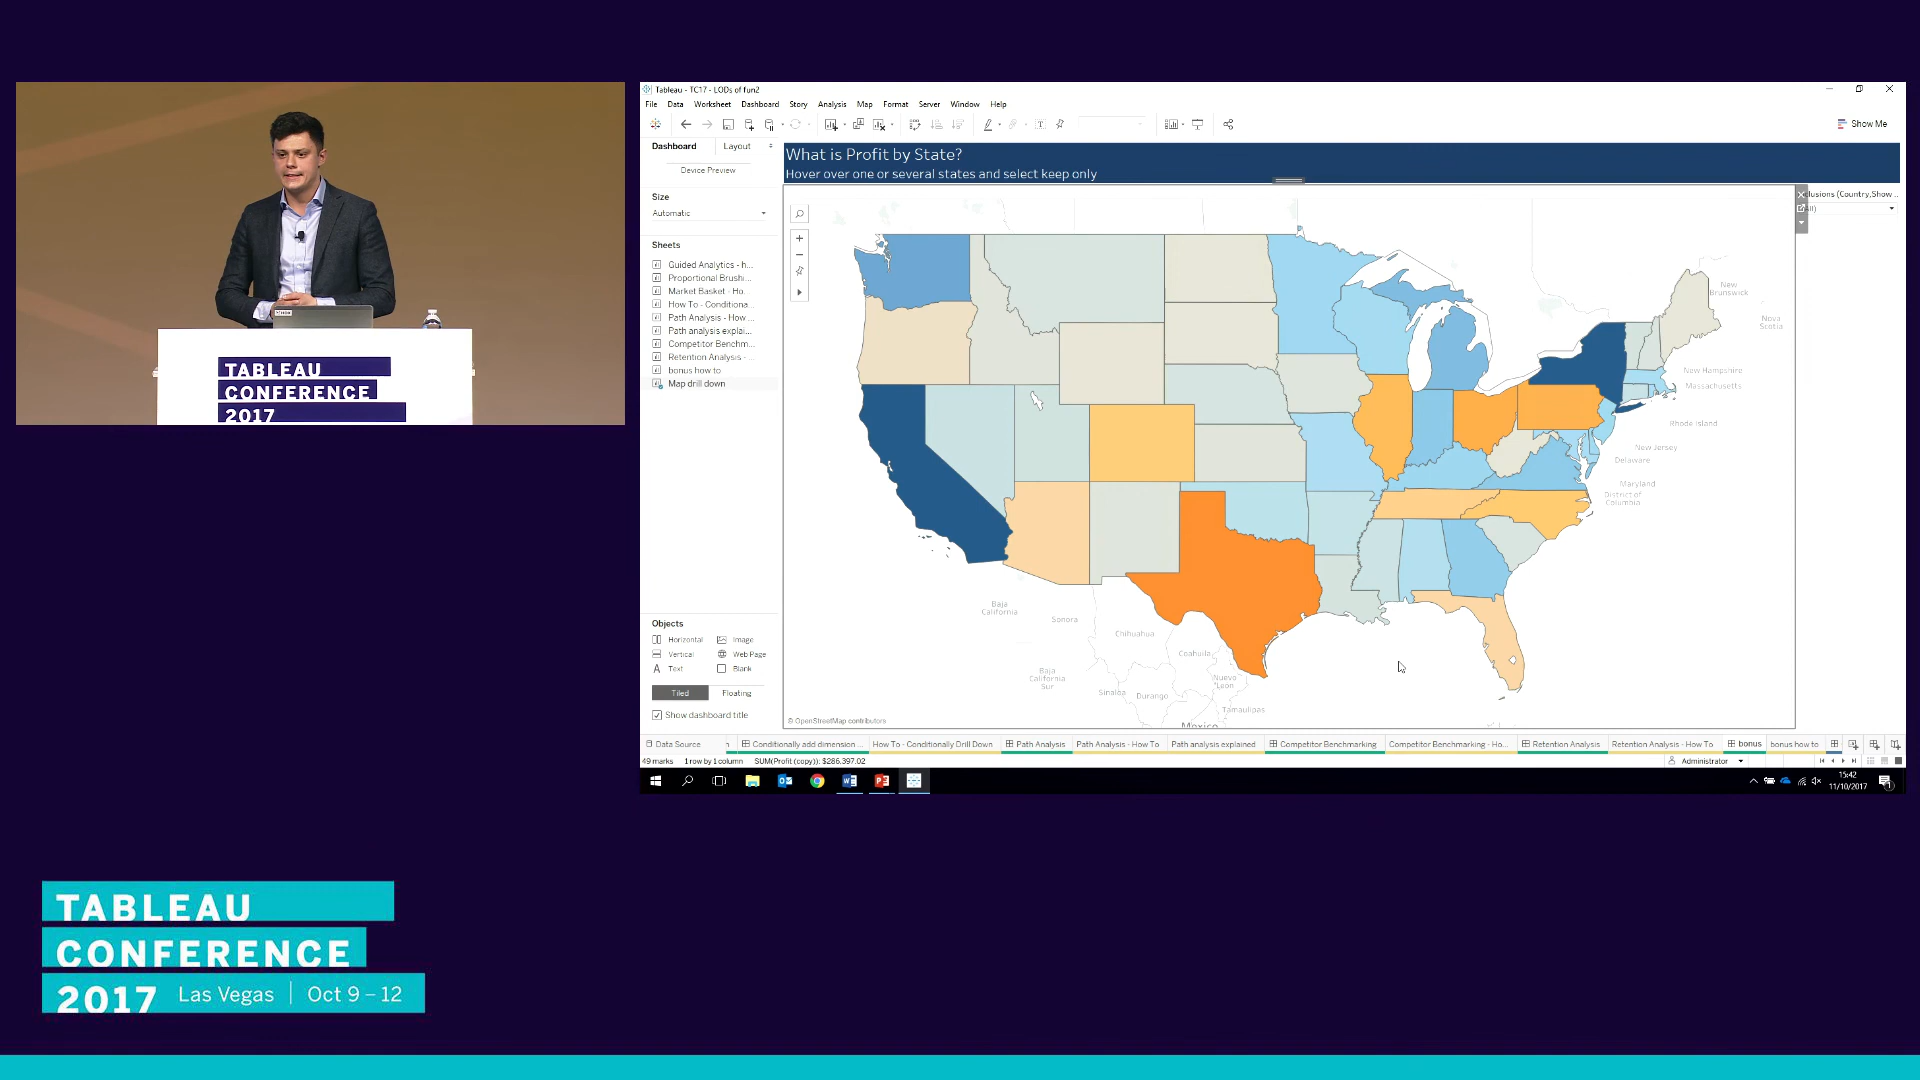 TABLEAU
CONFERENCE
2017
Tableau - TC17 - LODs of fun2
File Data Worksheet Dashboard Story Analysis Map Format Server Window Help
Show Me
Dashboard Layout
Device Preview
Size
Automatic
Sheets
Guided Analytics - h...
Proportional Brushi...
Market Basket - Ho...
How To - Conditiona...
Path Analysis - How ...
Path analysis explai...
Competitor Benchm...
Retention Analysis - ...
bonus how to
Map drill down
Objects
Horizontal Image
Vertical Web Page
Text Blank
Tiled Floating
Show dashboard title
What is Profit by State?
Hover over one or several states and select keep only
clusions (Country,Show ...
New Brunswick
Nova Scotia
New Hampshire
Massachusetts
Rhode Island
New Jersey
Delaware
Maryland
District of Columbia
Baja California
Sonora
Chihuahua
Coahuila
Baja California Sur
Nuevo León
Sinaloa
Durango
Tamaulipas
Mexico
© OpenStreetMap contributors
Data Source Conditionally add dimension ... How To - Conditionally Drill Down Path Analysis Path Analysis - How To Path analysis explained Competitor Benchmarking Competitor Benchmarking - Ho... Retention Analysis Retention Analysis - How To bonus bonus how to
49 marks 1 row by 1 column SUM(Profit (copy)): $286,397.02 Administrator
15:42
11/10/2017
TABLEAU
CONFERENCE
2017 Las Vegas | Oct 9 – 12